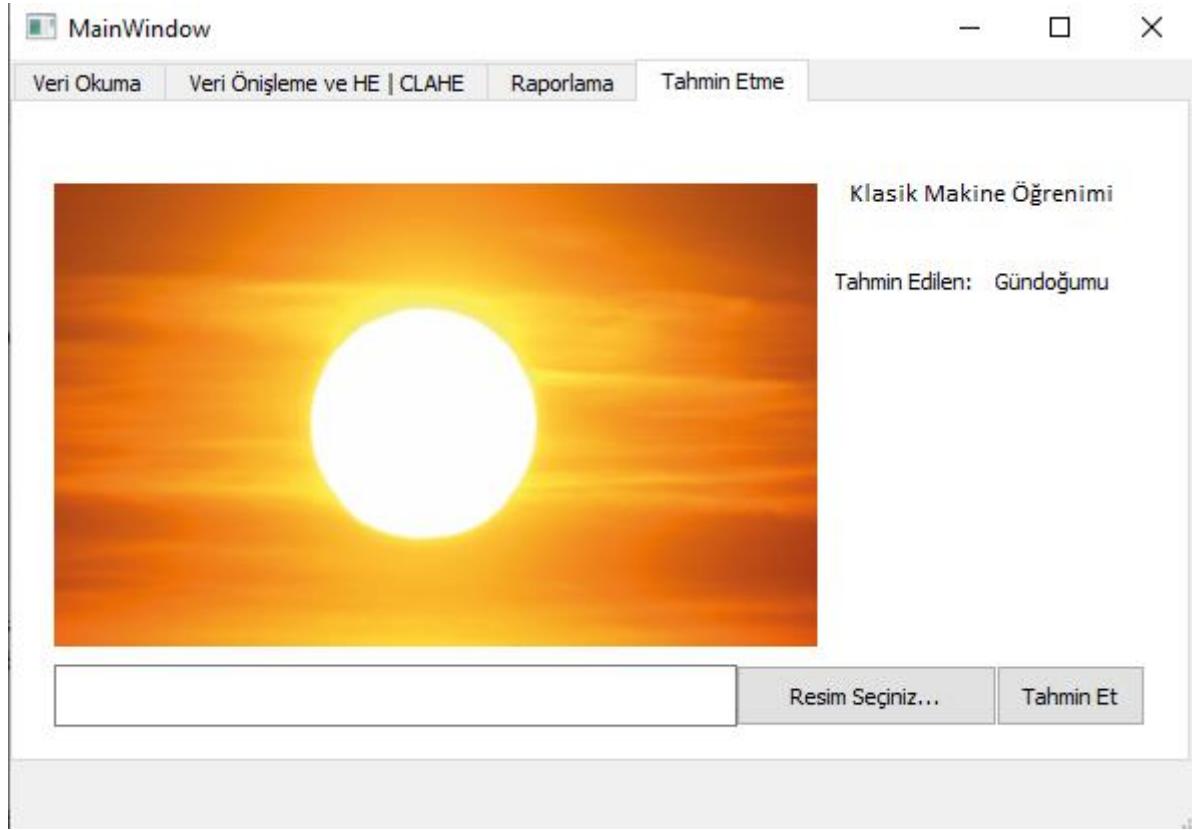 MainWindow
Veri Okuma Veri Önişleme ve HE | CLAHE Raporlama Tahmin Etme
Klasik Makine Öğrenimi
Tahmin Edilen: Gündoğumu
Resim Seçiniz... Tahmin Et